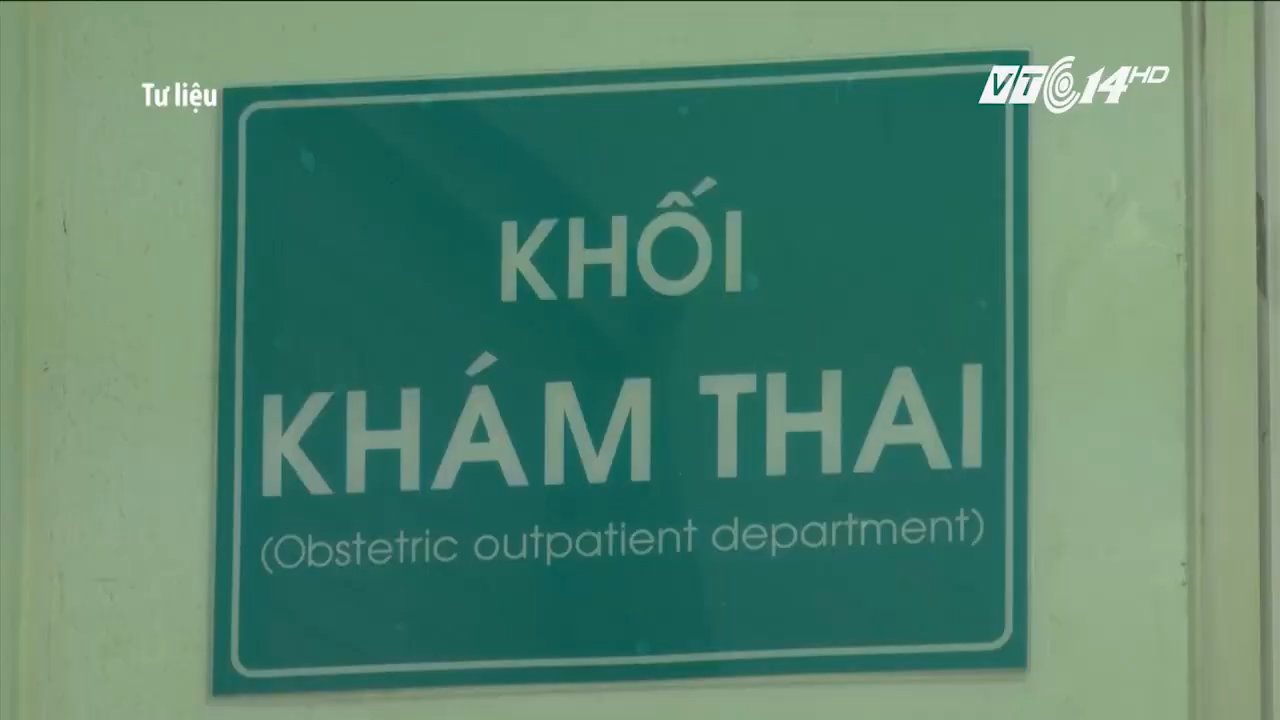 Tư liệu
VTC14HD
KHỐI
KHÁM THAI
(Obstetric outpatient department)